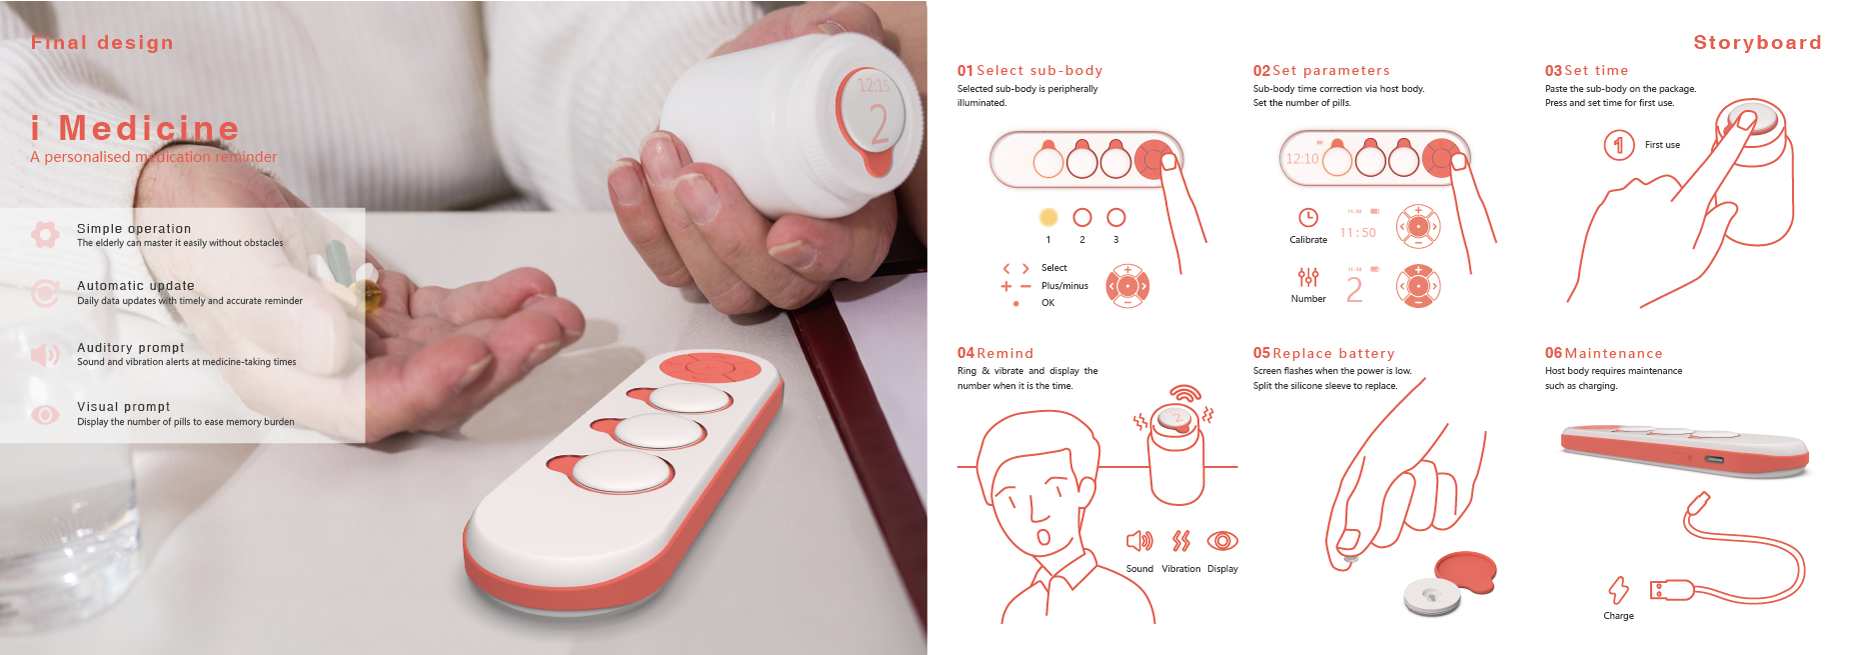 Final design
i Medicine
A personalised medication reminder
Simple operation
The elderly can master it easily without obstacles
Automatic update
Daily data updates with timely and accurate reminder
Auditory prompt
Sound and vibration alerts at medicine-taking times
Visual prompt
Display the number of pills to ease memory burden
12:15
2
Storyboard
01 Select sub-body
Selected sub-body is peripherally
illuminated.
1 2 3
Select
Plus/minus
OK
02 Set parameters
Sub-body time correction via host body.
Set the number of pills.
12:10
Calibrate
11:50
11:50
Number
11:50
2
03 Set time
Paste the sub-body on the package.
Press and set time for first use.
1 First use
04 Remind
Ring & vibrate and display the
number when it is the time.
2
Sound Vibration Display
05 Replace battery
Screen flashes when the power is low.
Split the silicone sleeve to replace.
06 Maintenance
Host body requires maintenance
such as charging.
Charge